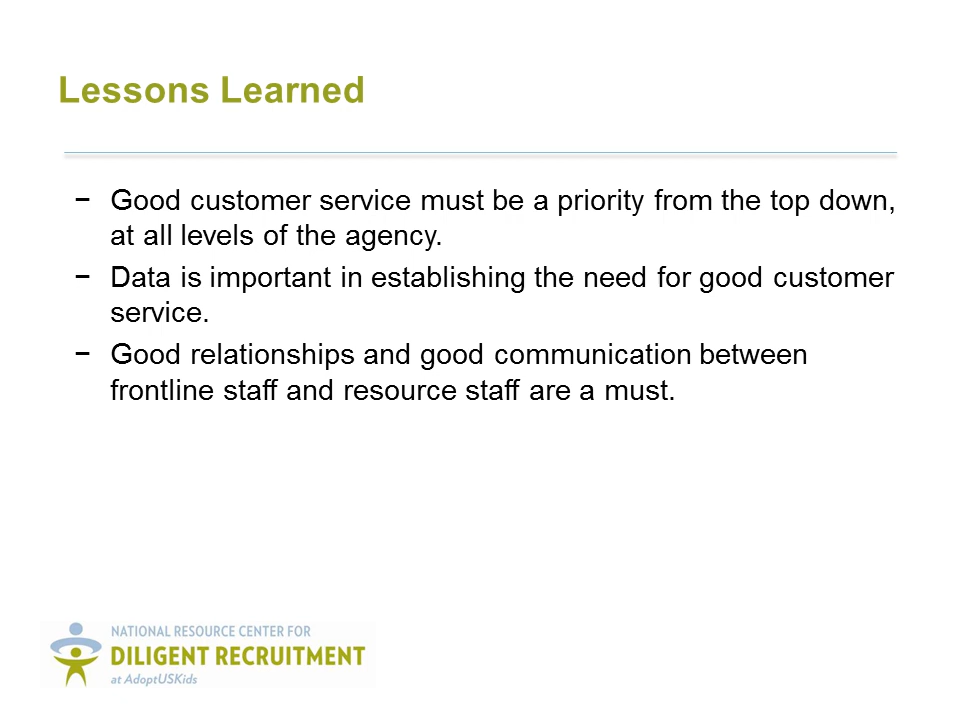 Lessons Learned
− Good customer service must be a priority from the top down,
at all levels of the agency.
− Data is important in establishing the need for good customer
service.
− Good relationships and good communication between
frontline staff and resource staff are a must.
NATIONAL RESOURCE CENTER FOR
DILIGENT RECRUITMENT
at AdoptUSKids